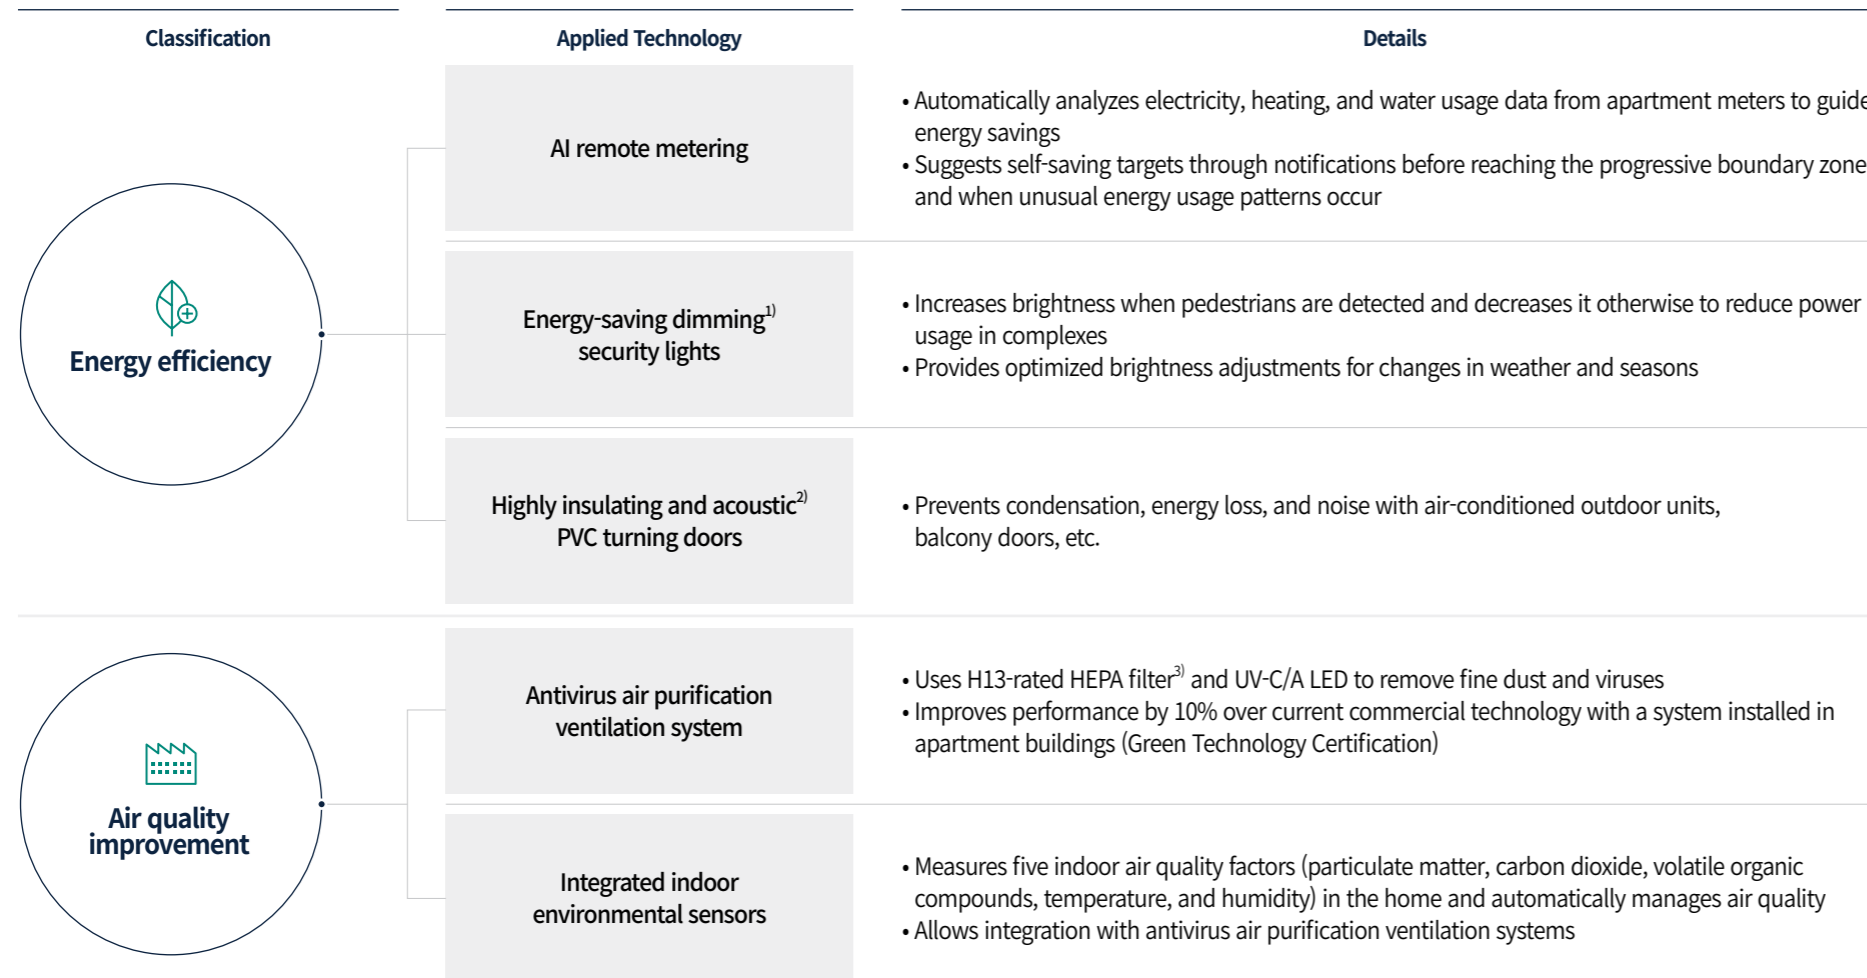 Classification
Applied Technology
Details
Energy efficiency
AI remote metering
• Automatically analyzes electricity, heating, and water usage data from apartment meters to guide
energy savings
• Suggests self-saving targets through notifications before reaching the progressive boundary zone
and when unusual energy usage patterns occur
Energy-saving dimming1)
security lights
• Increases brightness when pedestrians are detected and decreases it otherwise to reduce power
usage in complexes
• Provides optimized brightness adjustments for changes in weather and seasons
Highly insulating and acoustic2)
PVC turning doors
• Prevents condensation, energy loss, and noise with air-conditioned outdoor units,
balcony doors, etc.
Air quality
improvement
Antivirus air purification
ventilation system
• Uses H13-rated HEPA filter3) and UV-C/A LED to remove fine dust and viruses
• Improves performance by 10% over current commercial technology with a system installed in
apartment buildings (Green Technology Certification)
Integrated indoor
environmental sensors
• Measures five indoor air quality factors (particulate matter, carbon dioxide, volatile organic
compounds, temperature, and humidity) in the home and automatically manages air quality
• Allows integration with antivirus air purification ventilation systems